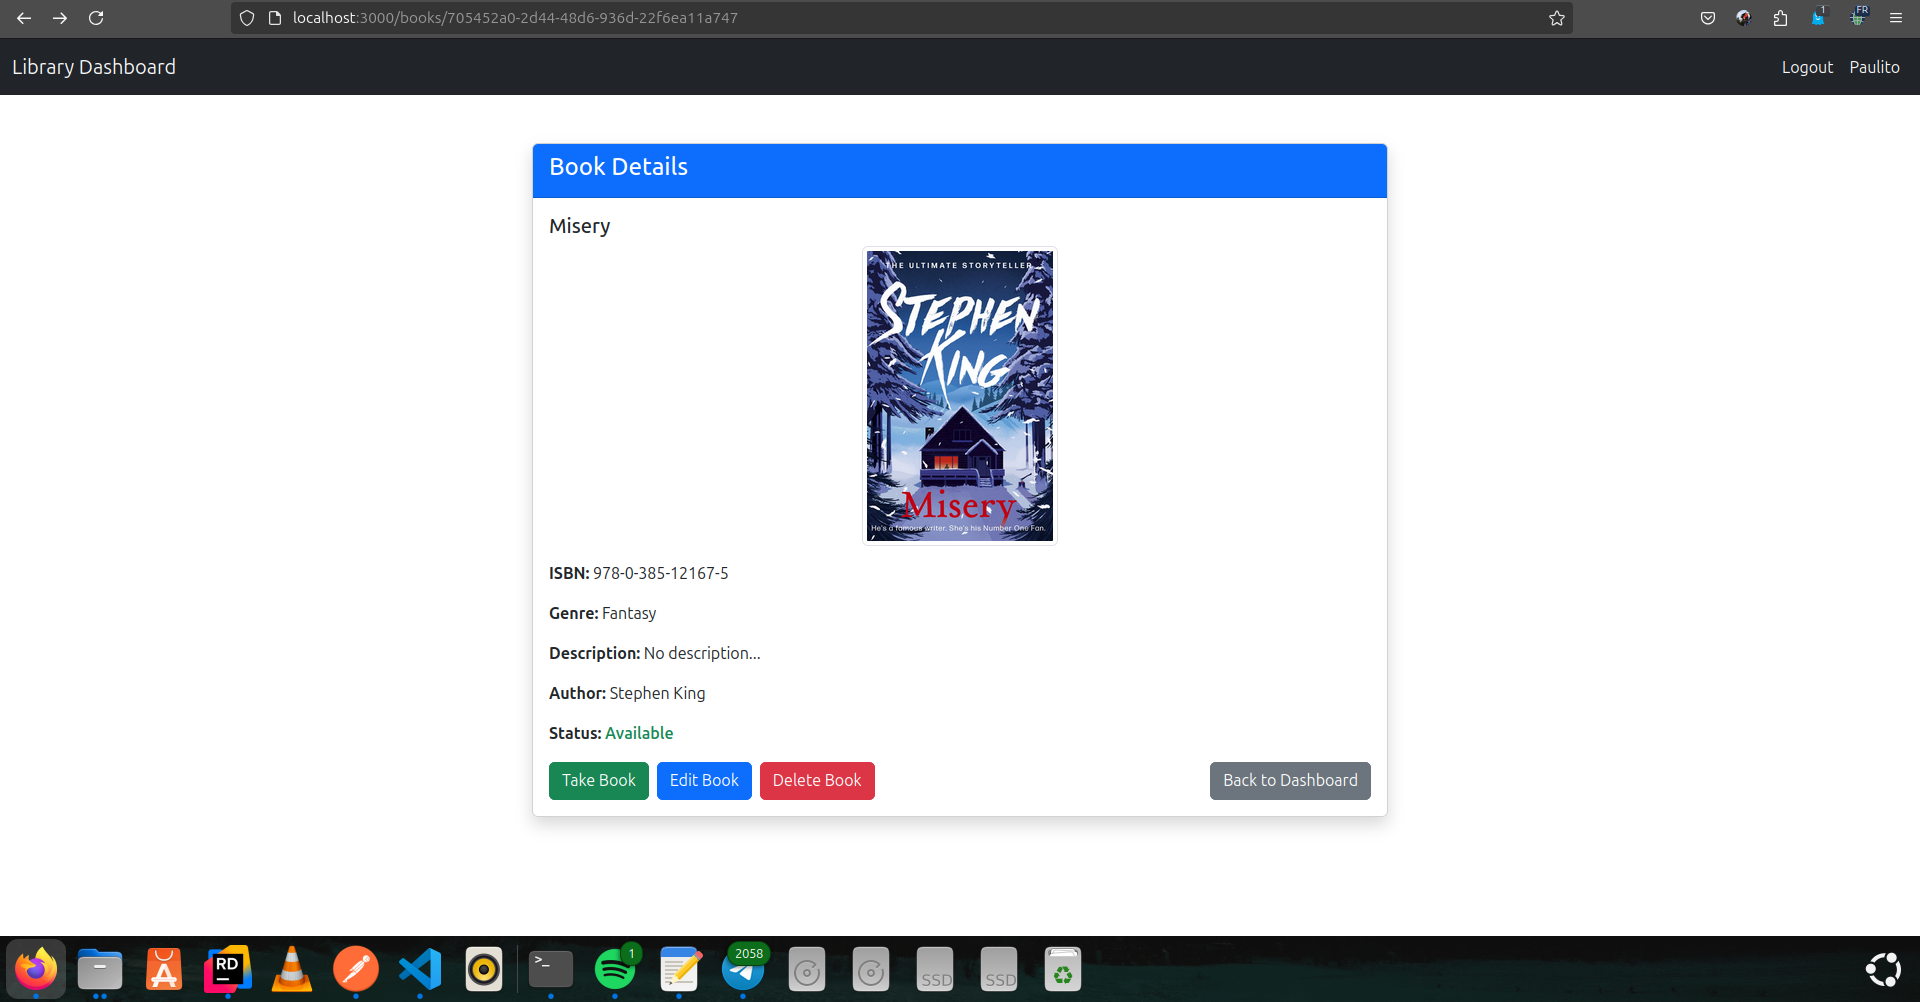 localhost:3000/books/705452a0-2d44-48d6-936d-22f6ea11a747
1
FR
Library Dashboard
Logout Paulito
Book Details
Misery
THE ULTIMATE STORYTELLER
STEPHEN
KING
Misery
He's a famous writer. She's his Number One Fan.
ISBN: 978-0-385-12167-5
Genre: Fantasy
Description: No description...
Author: Stephen King
Status: Available
Take Book Edit Book Delete Book Back to Dashboard
RD
>_
1
2058
SSD
SSD